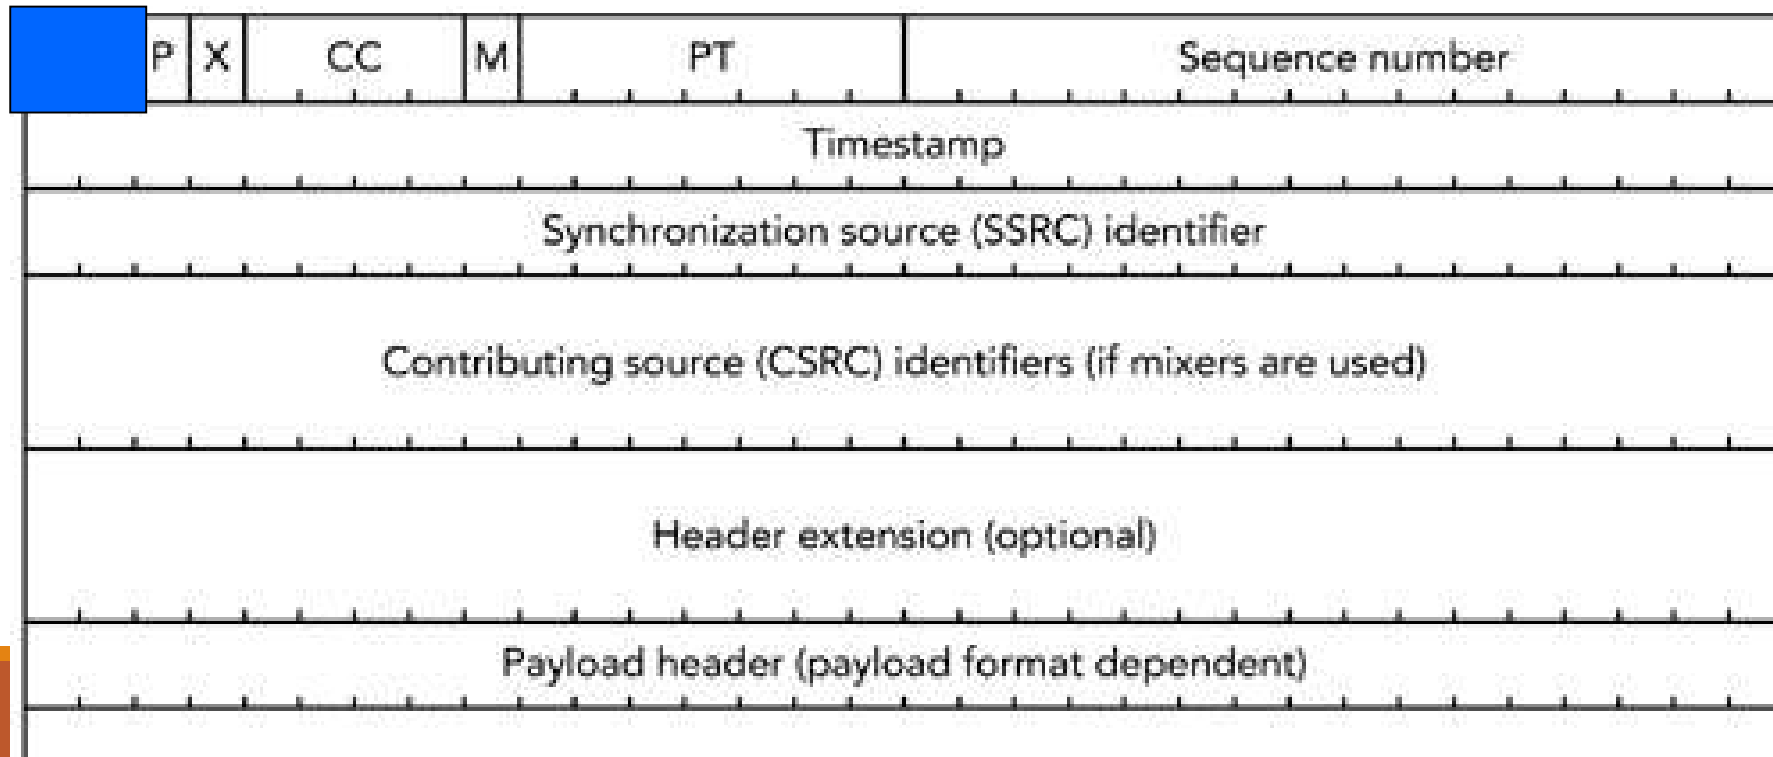 P X CC M PT Sequence number
Timestamp
Synchronization source (SSRC) identifier
Contributing source (CSRC) identifiers (if mixers are used)
Header extension (optional)
Payload header (payload format dependent)